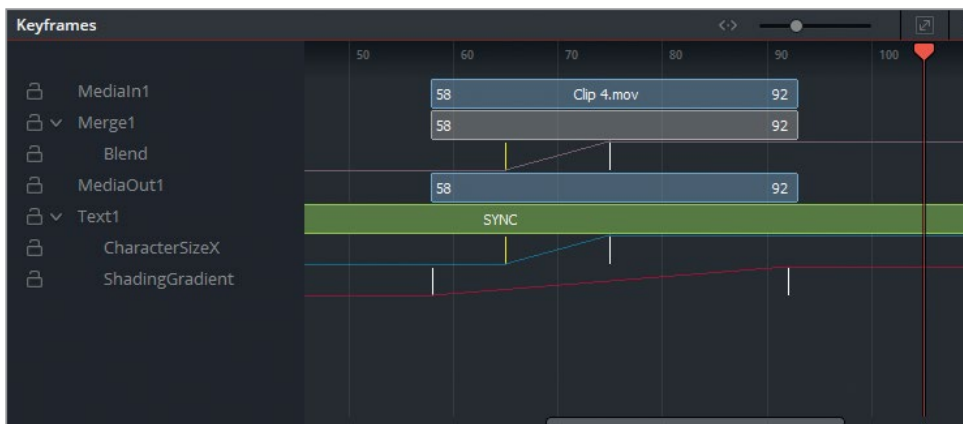 Keyframes
50 60 70 80 90 100
MediaIn1 58 Clip 4.mov 92
Merge1 58 92
Blend
MediaOut1 58 92
Text1 SYNC
CharacterSizeX
ShadingGradient